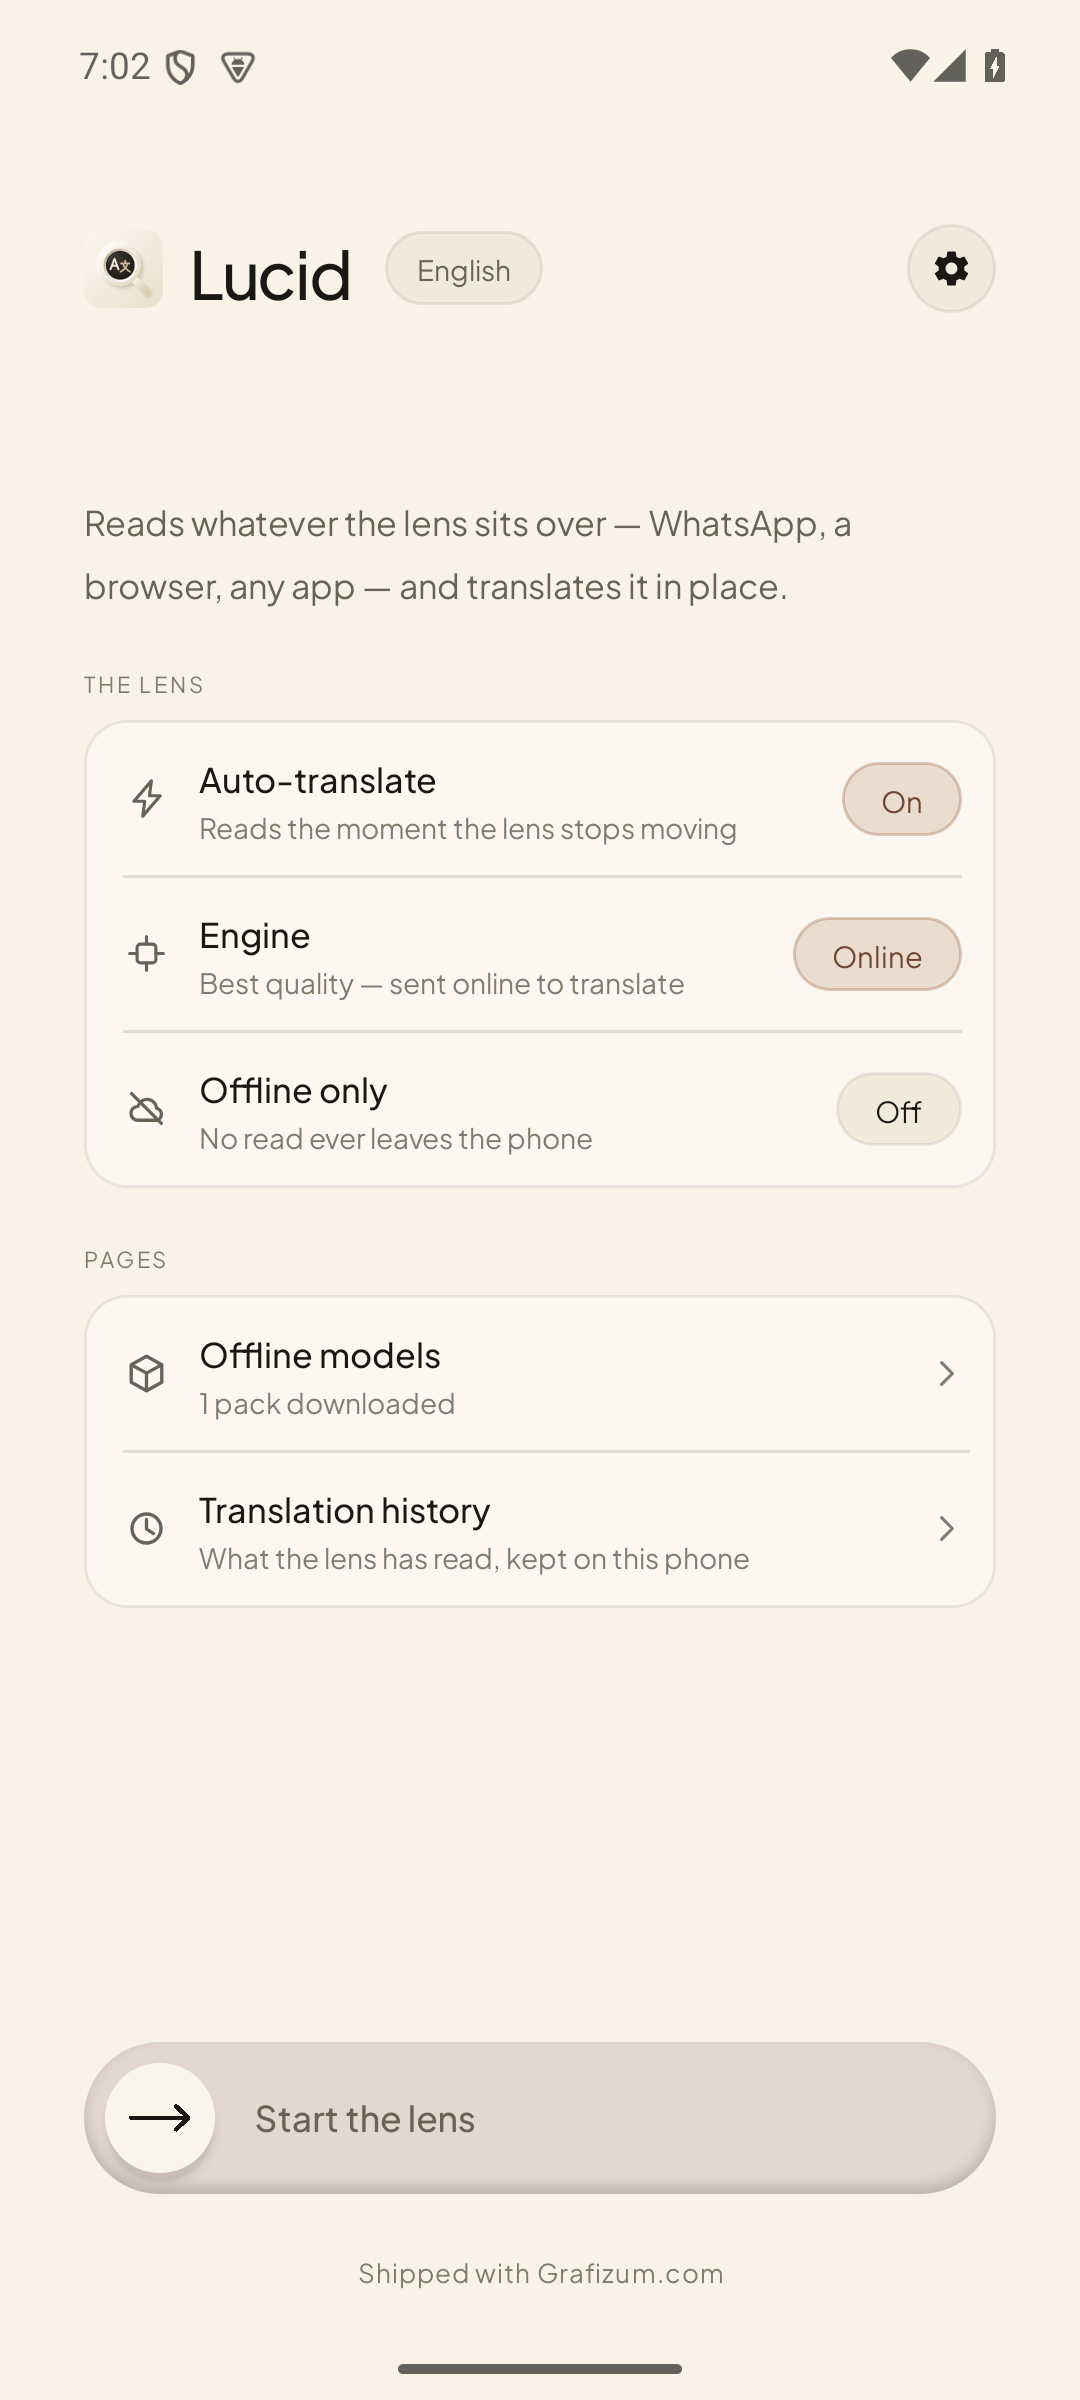 7:02
Lucid
English
Reads whatever the lens sits over — WhatsApp, a
browser, any app — and translates it in place.
THE LENS
Auto-translate
Reads the moment the lens stops moving
On
Engine
Best quality — sent online to translate
Online
Offline only
No read ever leaves the phone
Off
PAGES
Offline models
1 pack downloaded
Translation history
What the lens has read, kept on this phone
Start the lens
Shipped with Grafizum.com